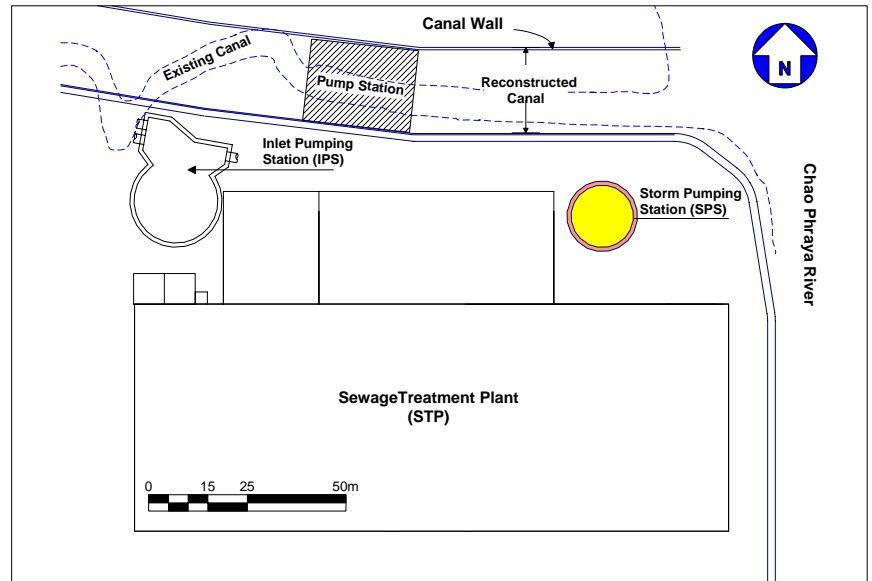 Canal Wall
Existing Canal
Pump Station
Reconstructed
Canal
N
Inlet Pumping
Station (IPS)
Storm Pumping
Station (SPS)
Chao Phraya River
SewageTreatment Plant
(STP)
0 15 25 50m